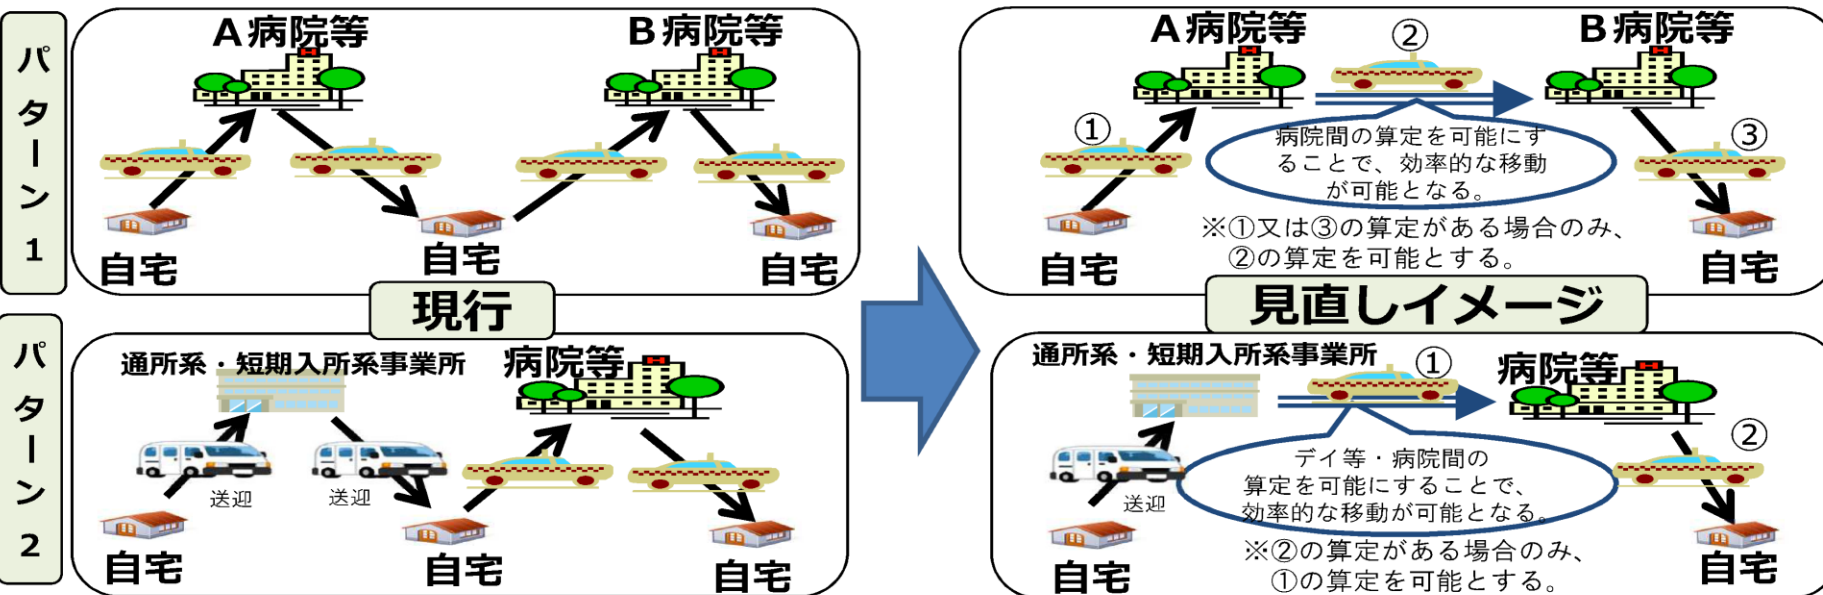 パターン1
A病院等
B病院等
自宅
自宅
自宅
現行
パターン2
通所系・短期入所系事業所
病院等
送迎
送迎
自宅
自宅
自宅
A病院等
②
B病院等
①
病院間の算定を可能にす
ることで、効率的な移動
が可能となる。
③
※①又は③の算定がある場合のみ、
②の算定を可能とする。
自宅
自宅
見直しイメージ
通所系・短期入所系事業所
①
病院等
②
デイ等・病院間の
算定を可能にすることで、
効率的な移動が可能となる。
送迎
※②の算定がある場合のみ、
①の算定を可能とする。
自宅
自宅